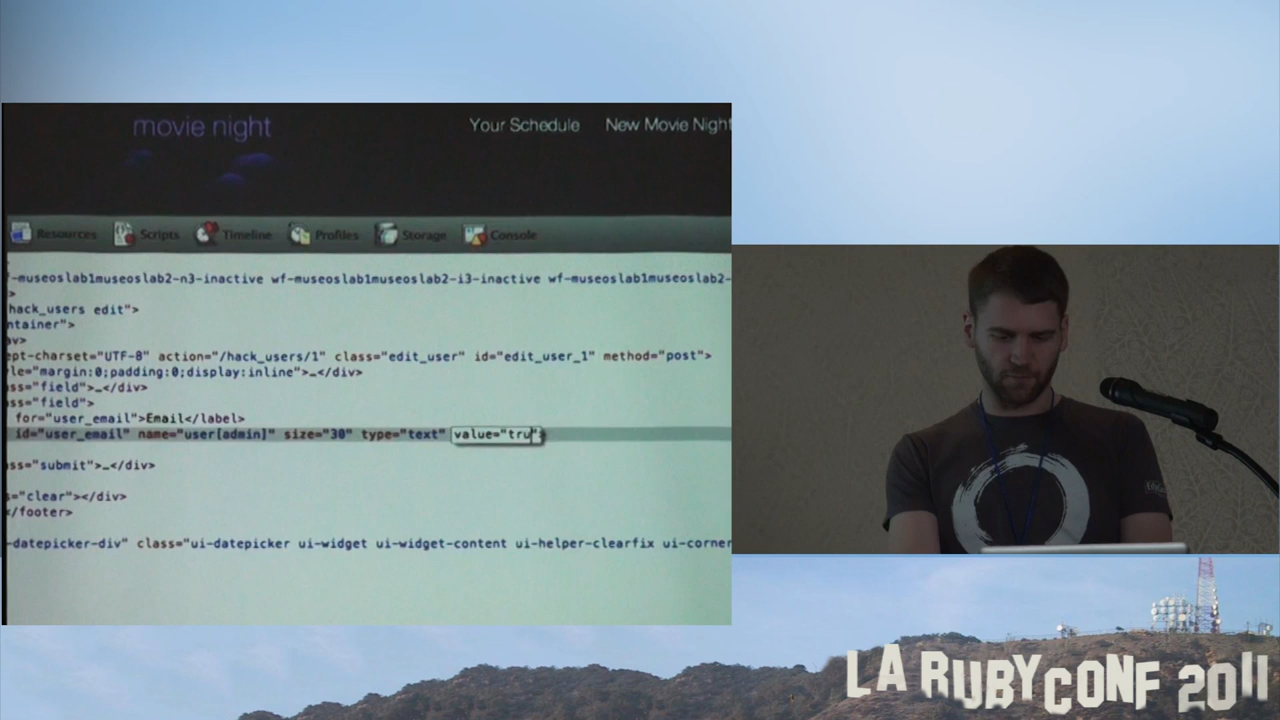 movie night
Your Schedule New Movie Night
Resources Scripts Timeline Profiles Storage Console
-museoslab1museoslab2-n3-inactive wf-museoslab1museoslab2-i3-inactive wf-museoslab1museoslab2-
>
hack_users edit">
ntainer">
av>
ept-charset="UTF-8" action="/hack_users/1" class="edit_user" id="edit_user_1" method="post">
le="margin:0;padding:0;display:inline">…</div>
ss="field">…</div>
ss="field">
for="user_email">Email</label>
id="user_email" name="user[admin]" size="30" type="text" value="tru"
ss="submit">…</div>
s="clear"></div>
/footer>
-datepicker-div" class="ui-datepicker ui-widget ui-widget-content ui-helper-clearfix ui-corner
LA RUBYCONF 2011